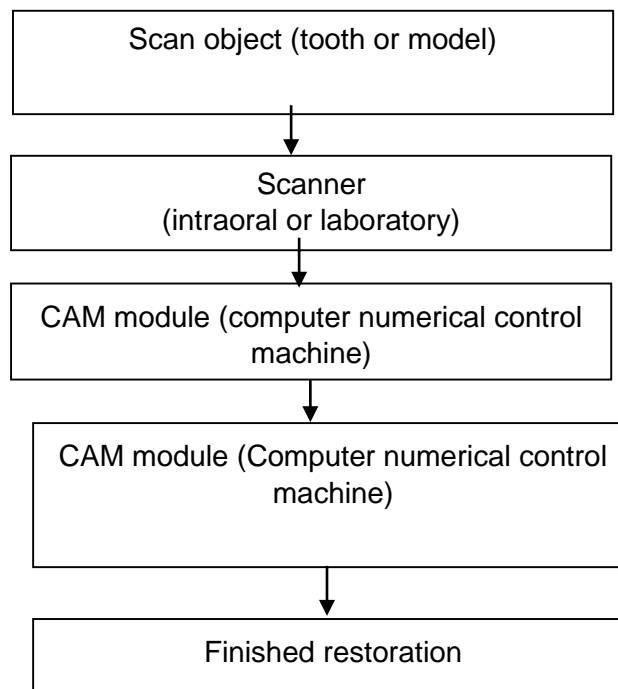 Scan object (tooth or model)
Scanner
(intraoral or laboratory)
CAM module (computer numerical control
machine)
CAM module (Computer numerical control
machine)
Finished restoration